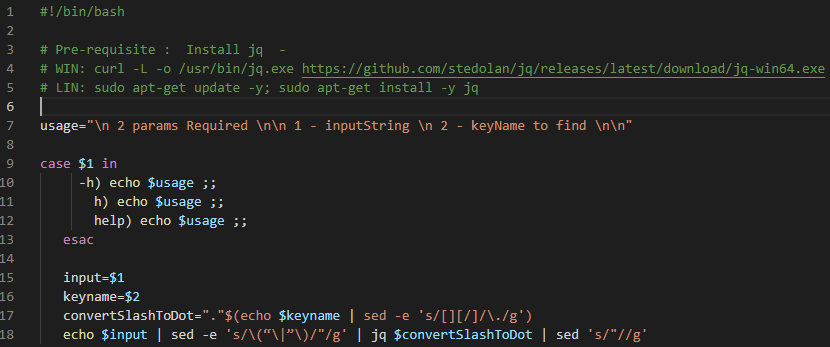 1 #!/bin/bash
2
3 # Pre-requisite :  Install jq  -
4 # WIN: curl -L -o /usr/bin/jq.exe https://github.com/stedolan/jq/releases/latest/download/jq-win64.exe
5 # LIN: sudo apt-get update -y; sudo apt-get install -y jq
6
7 usage="\n 2 params Required \n\n 1 - inputString \n 2 - keyName to find \n\n"
8
9 case $1 in
10      -h) echo $usage ;;
11        h) echo $usage ;;
12        help) echo $usage ;;
13    esac
14
15    input=$1
16    keyname=$2
17    convertSlashToDot="."$(echo $keyname | sed -e 's/[][/]/\./g')
18    echo $input | sed -e 's/\(“\|”\)/"/g' | jq $convertSlashToDot | sed 's/"//g'